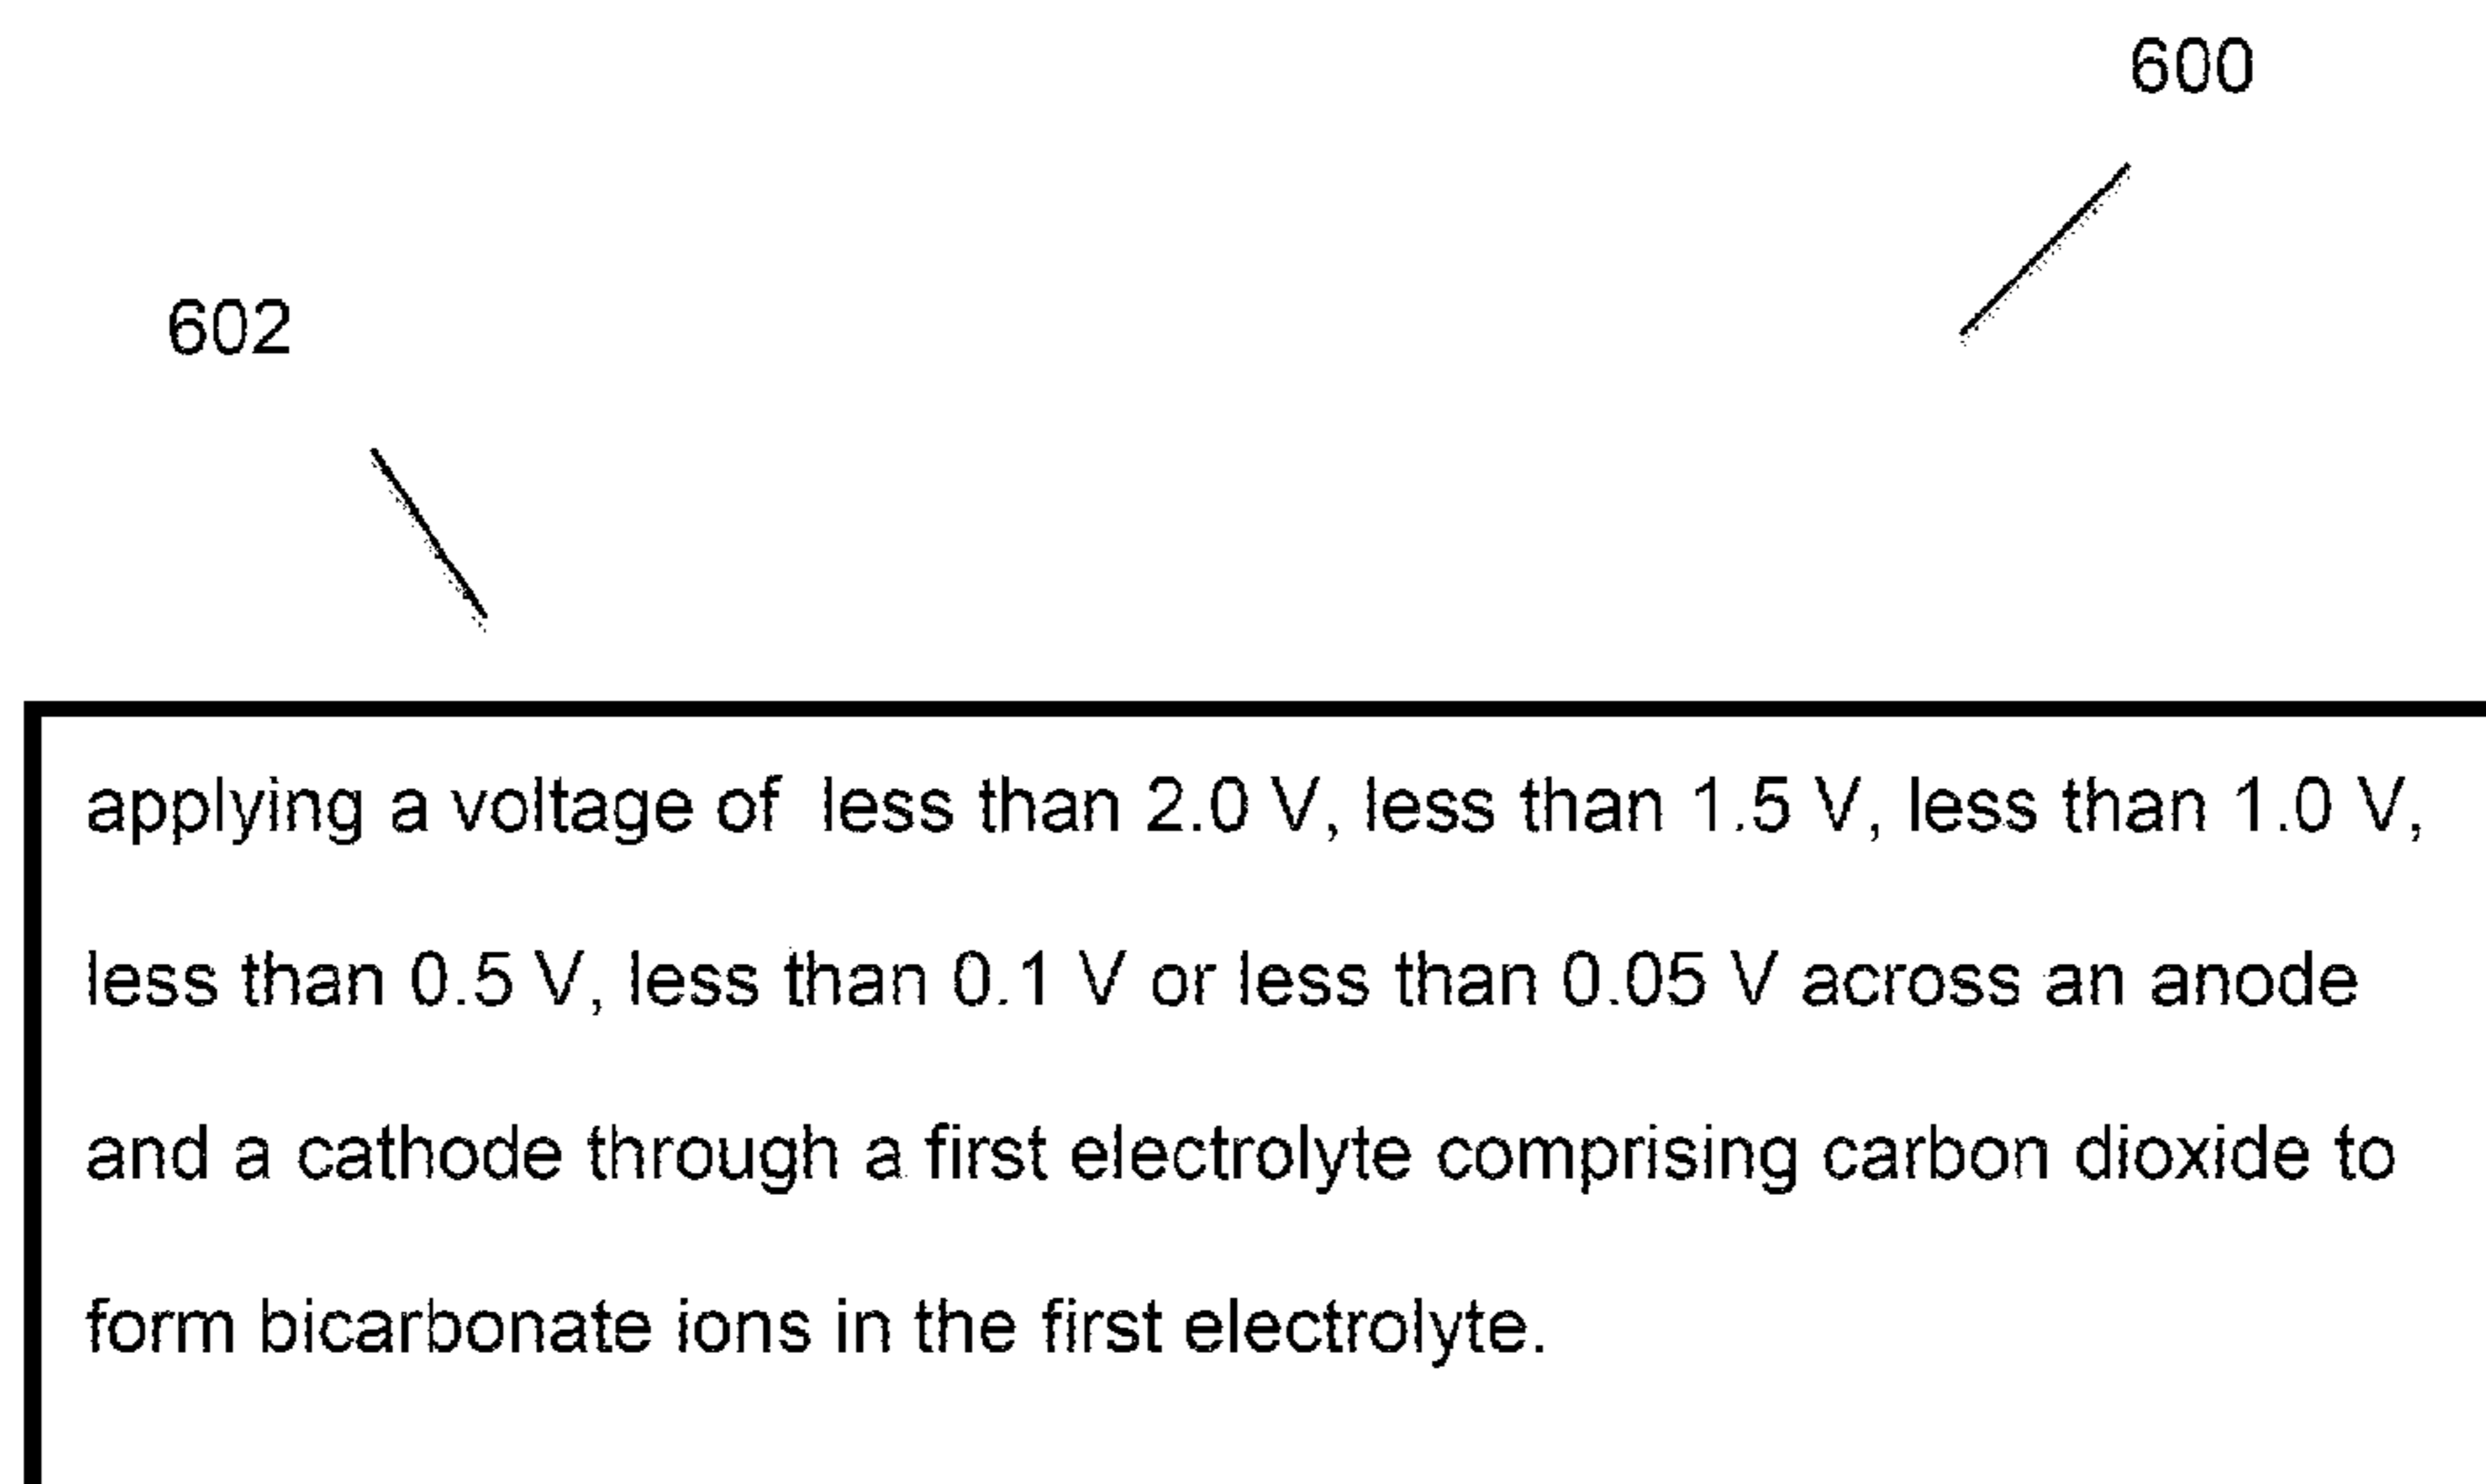 600
602
applying a voltage of less than 2.0 V, less than 1.5 V, less than 1.0 V,
less than 0.5 V, less than 0.1 V or less than 0.05 V across an anode
and a cathode through a first electrolyte comprising carbon dioxide to
form bicarbonate ions in the first electrolyte.